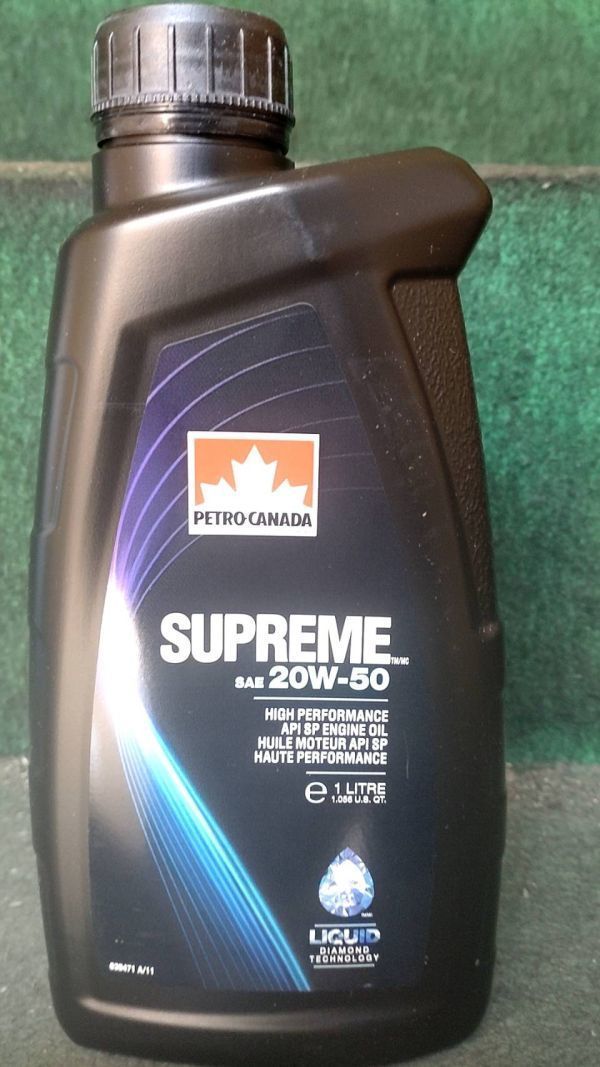 PETRO-CANADA
SUPREME TM/MC
SAE 20W-50
HIGH PERFORMANCE
API SP ENGINE OIL
HUILE MOTEUR API SP
HAUTE PERFORMANCE
e 1 LITRE
1.056 U.S. QT.
LIQUID
DIAMOND
TECHNOLOGY